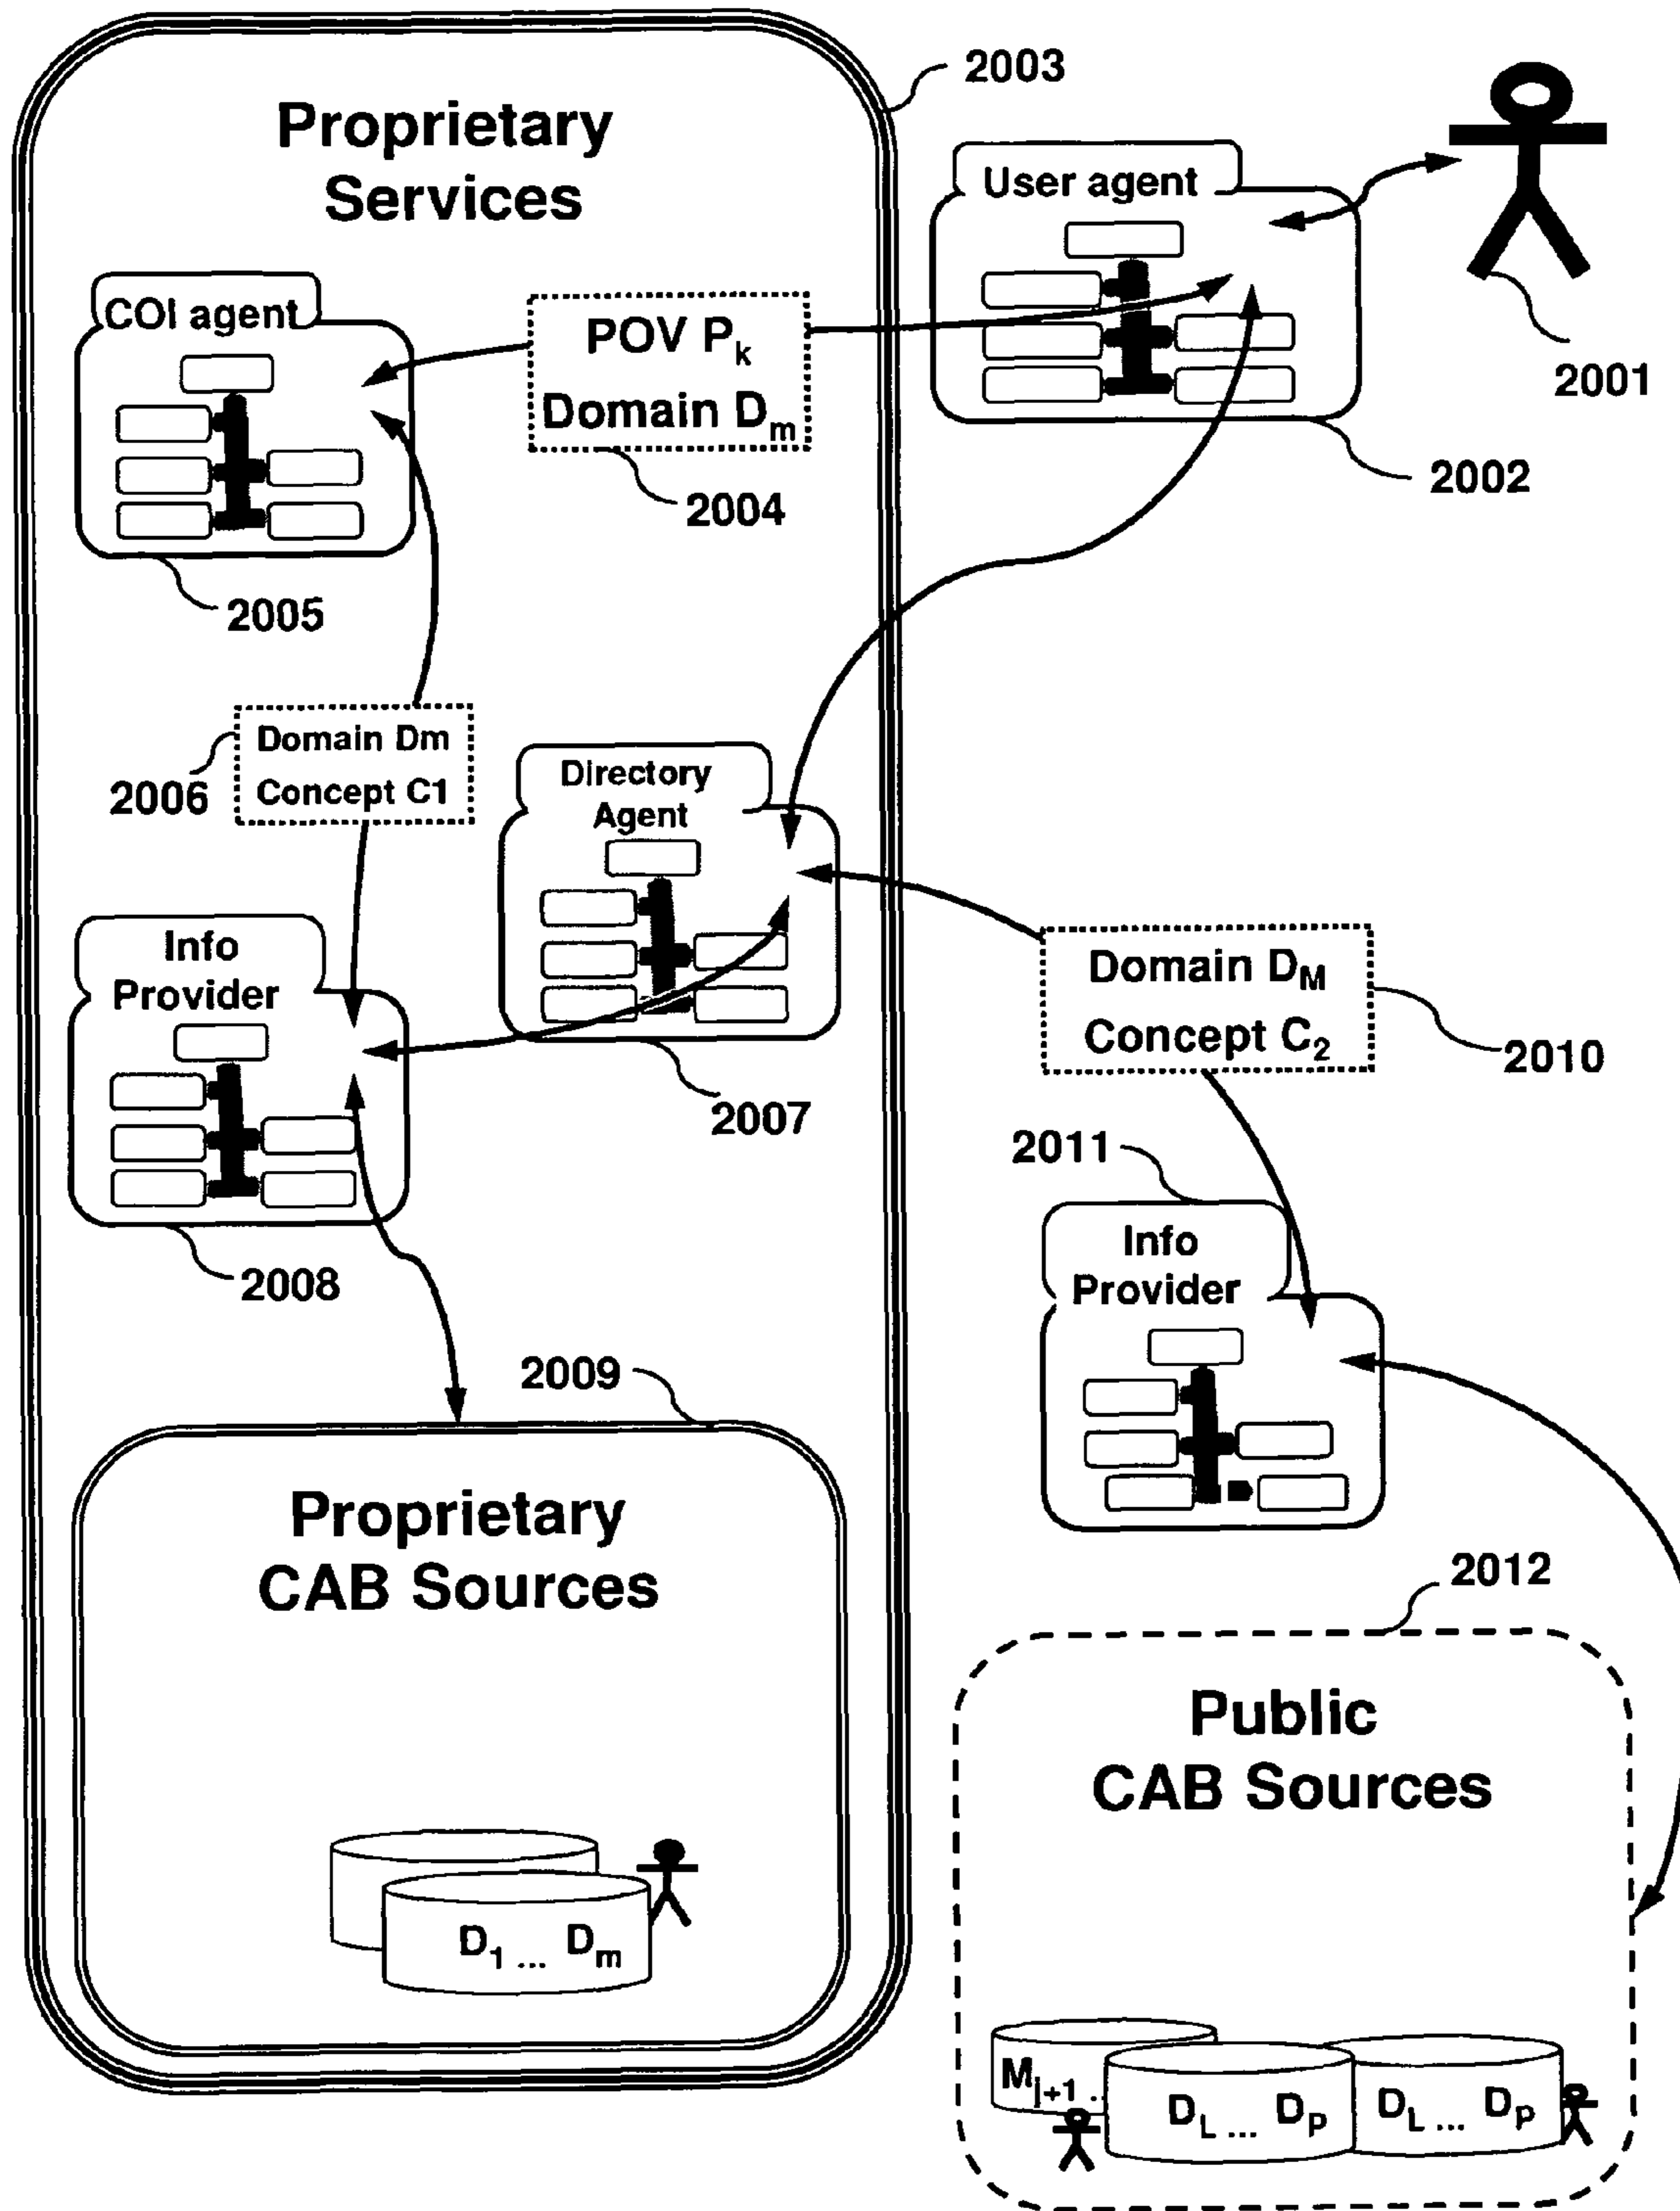 2003
Proprietary
Services
User agent
2001
COI agent
POV Pk
Domain Dm
2002
2004
2005
Domain Dm
Concept C1
2006
Directory
Agent
Info
Provider
Domain DM
Concept C2
2010
2007
2011
2008
Info
Provider
2009
Proprietary
CAB Sources
2012
Public
CAB Sources
D1 ... Dm
Mj+1 ..
DL ... Dp
DL ... Dp